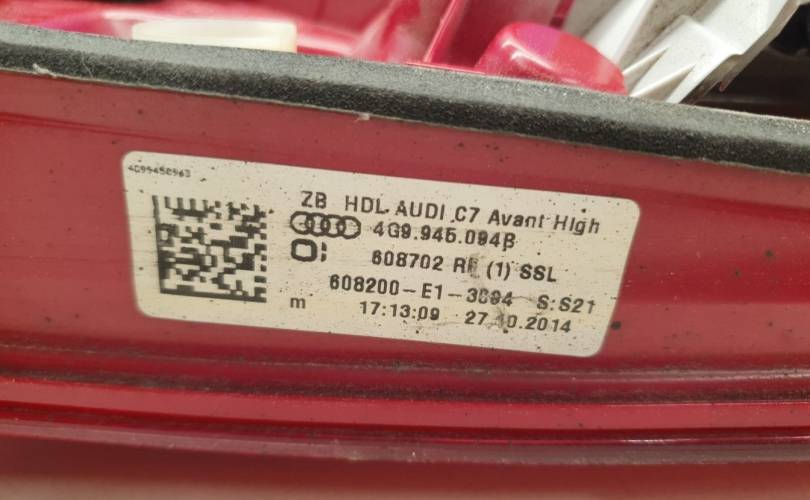 4G9945096J
ZB HDL AUDI C7 Avant High
4G9.945.094B
608702 RE (1) SSL
608200-E1-3894 S:S21
m 17:13:09 27.10.2014